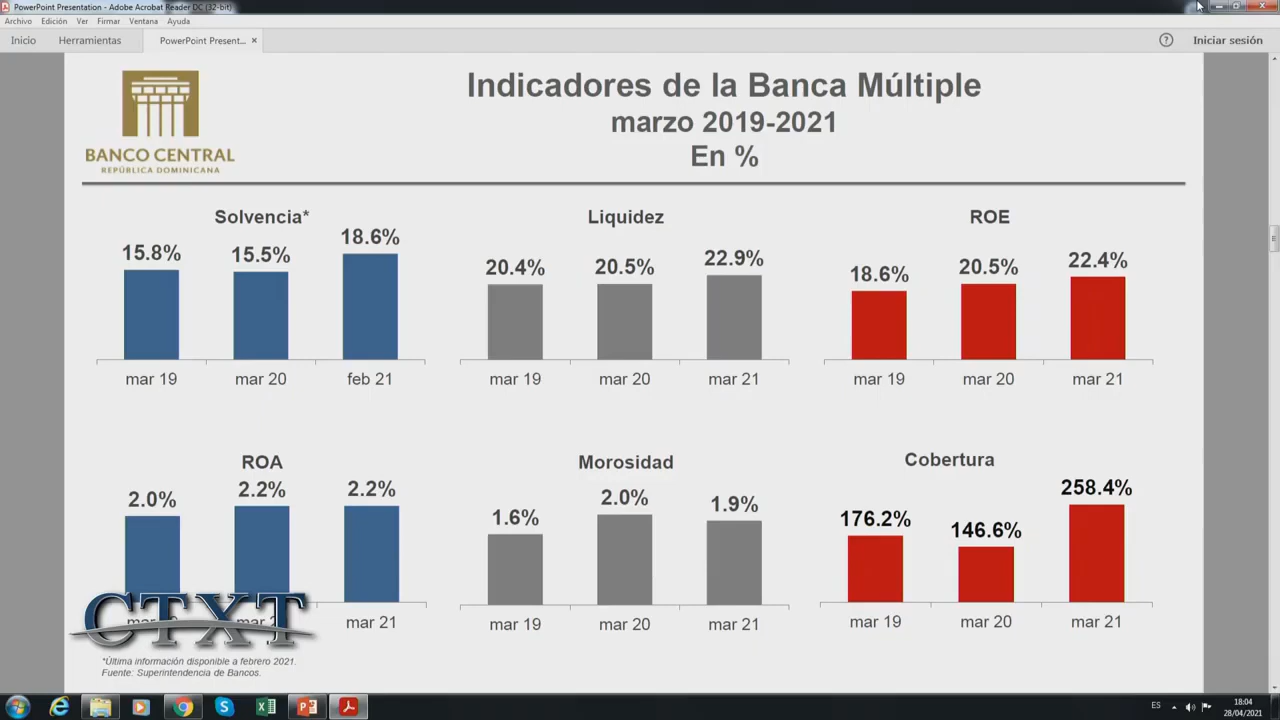 PowerPoint Presentation - Adobe Acrobat Reader DC (32-bit)
Archivo Edición Ver Firmar Ventana Ayuda
Inicio Herramientas PowerPoint Present... × Iniciar sesión
BANCO CENTRAL
REPÚBLICA DOMINICANA
Indicadores de la Banca Múltiple
marzo 2019-2021
En %
Solvencia*
15.8% 15.5% 18.6%
mar 19 mar 20 feb 21
Liquidez
20.4% 20.5% 22.9%
mar 19 mar 20 mar 21
ROE
18.6% 20.5% 22.4%
mar 19 mar 20 mar 21
ROA
2.0% 2.2% 2.2%
mar 21
Morosidad
1.6% 2.0% 1.9%
mar 19 mar 20 mar 21
Cobertura
176.2% 146.6% 258.4%
mar 19 mar 20 mar 21
CTXT
*Última información disponible a febrero 2021.
Fuente: Superintendencia de Bancos.
ES 18:04
28/04/2021